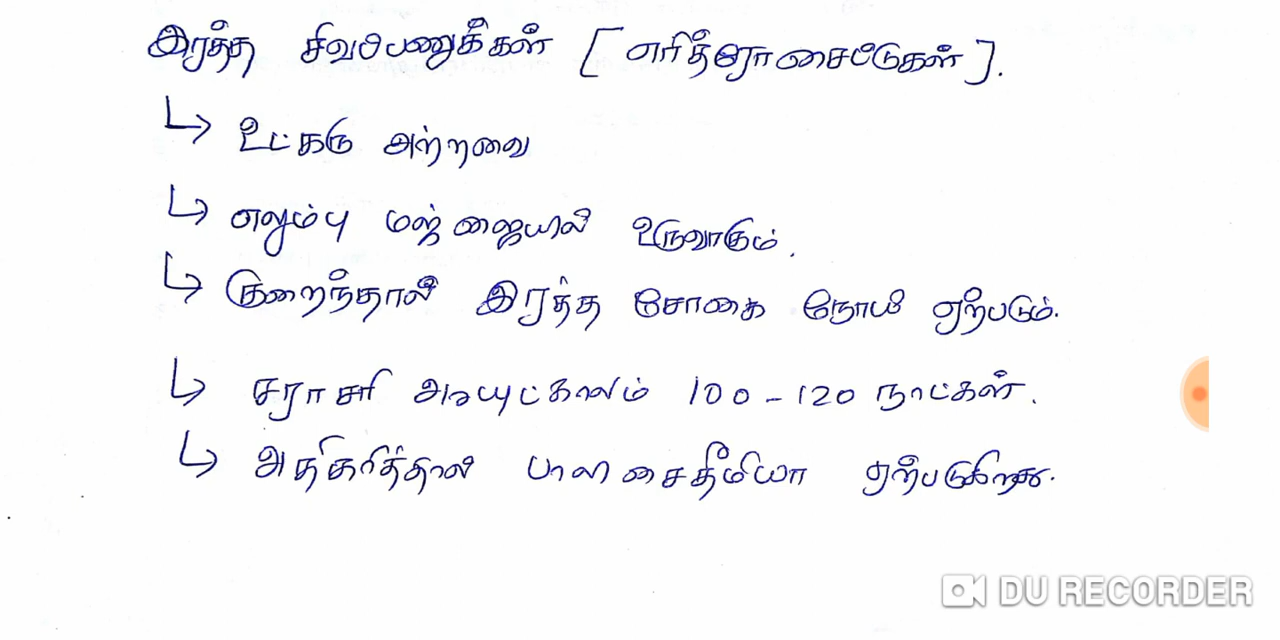 இரத்த சிவப்பணுக்கள் [எரித்ரோசைட்டுகள்].
↳ உட்கரு அற்றவை
↳ எலும்பு மஜ்ஜையில் உருவாகும்.
↳ குறைந்தால் இரத்த சோகை நோய் ஏற்படும்.
↳ சராசரி ஆயுட்காலம் 100-120 நாட்கள்.
↳ அதிகரித்தால் பாலிசைதீமியா ஏற்படுகிறது.
DU RECORDER